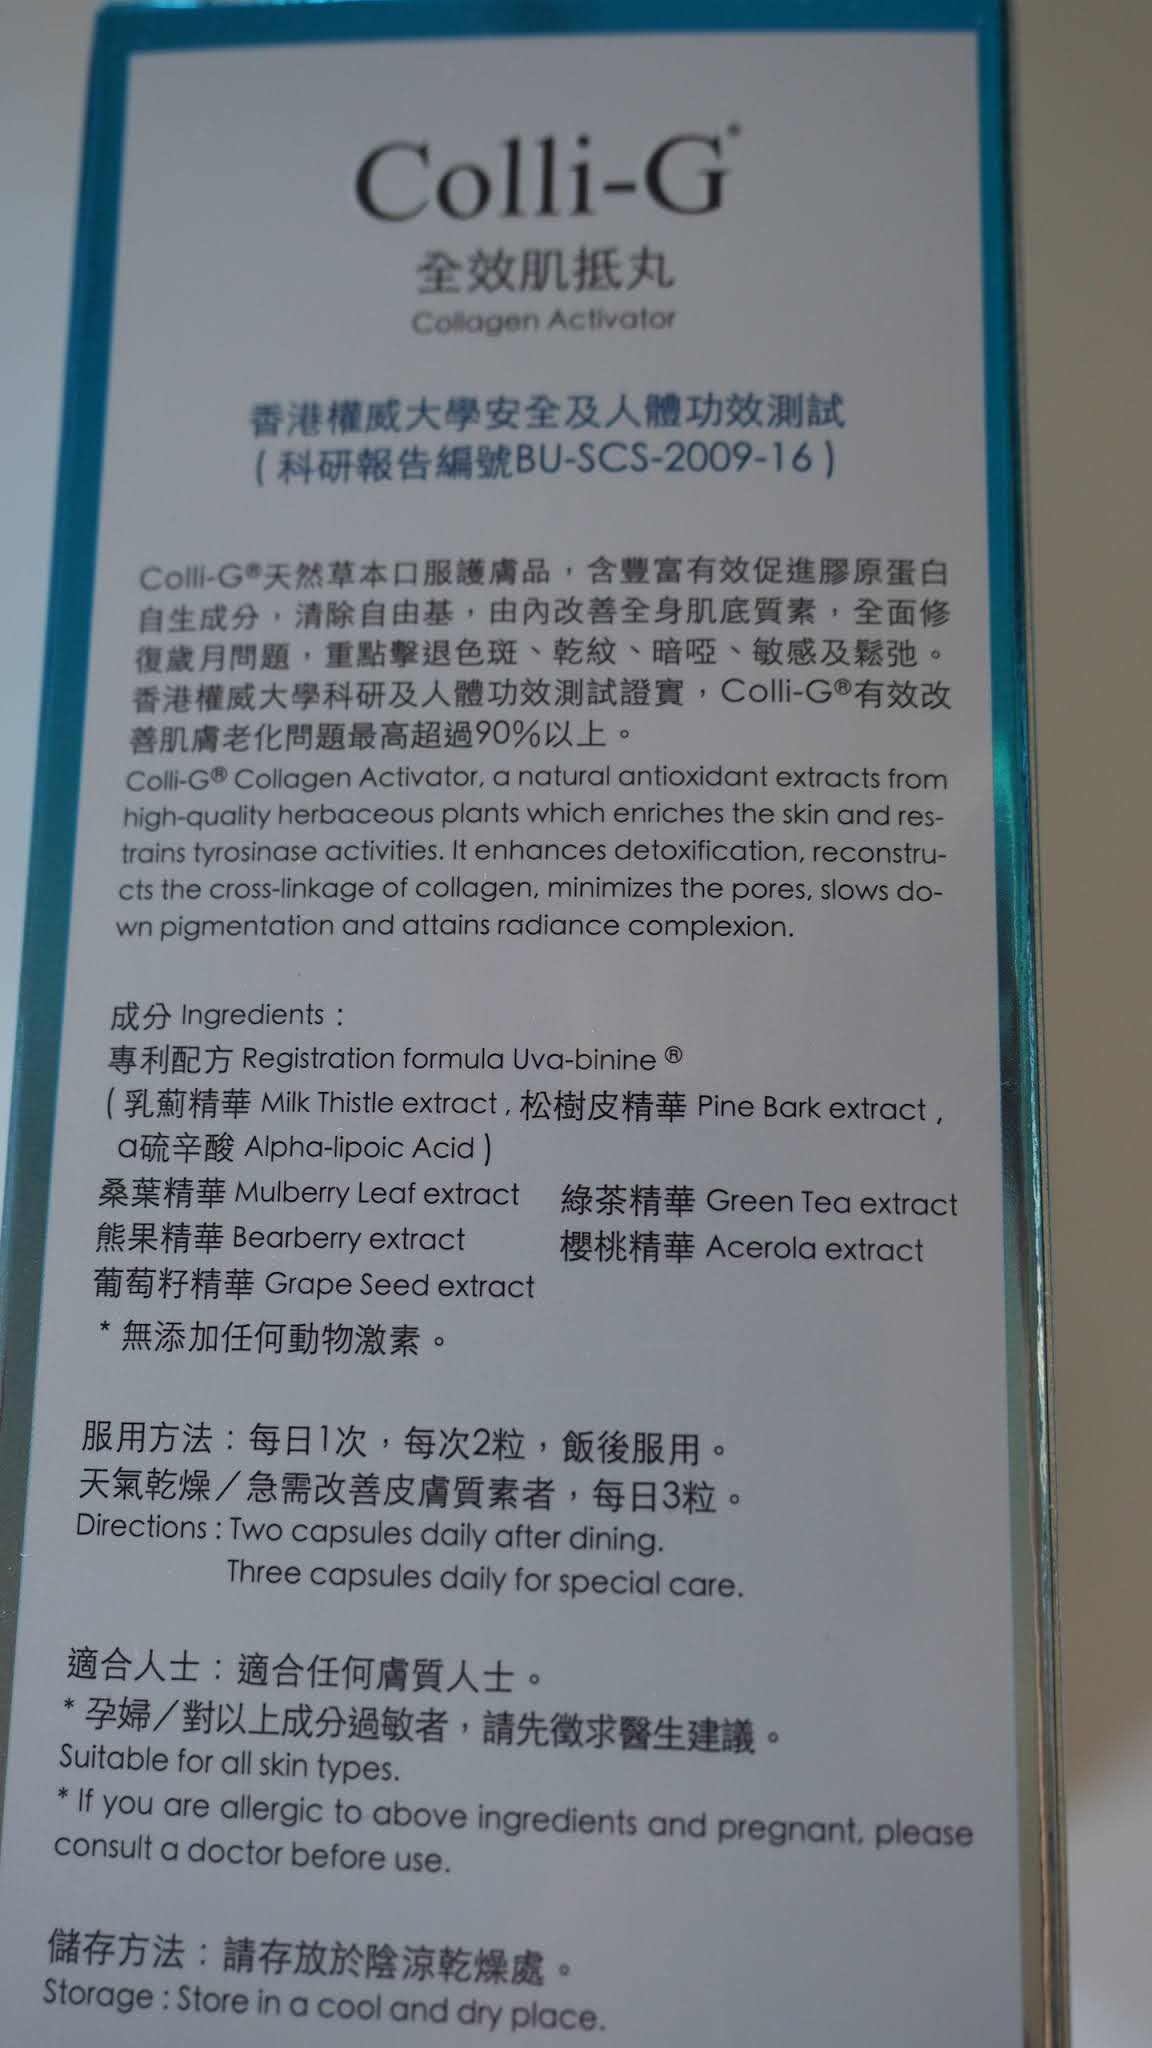 Colli-G®
全效肌抵丸
Collagen Activator
香港權威大學安全及人體功效測試
(科研報告編號BU-SCS-2009-16)
Colli-G®天然草本口服護膚品，含豐富有效促進膠原蛋白
自生成分，清除自由基，由內改善全身肌底質素，全面修
復歲月問題，重點擊退色斑、乾紋、暗啞、敏感及鬆弛。
香港權威大學科研及人體功效測試證實，Colli-G®有效改
善肌膚老化問題最高超過90%以上。
Colli-G® Collagen Activator, a natural antioxidant extracts from
high-quality herbaceous plants which enriches the skin and res-
trains tyrosinase activities. It enhances detoxification, reconstru-
cts the cross-linkage of collagen, minimizes the pores, slows do-
wn pigmentation and attains radiance complexion.
成分 Ingredients :
專利配方 Registration formula Uva-binine ®
(乳薊精華 Milk Thistle extract , 松樹皮精華 Pine Bark extract ,
α硫辛酸 Alpha-lipoic Acid )
桑葉精華 Mulberry Leaf extract 綠茶精華 Green Tea extract
熊果精華 Bearberry extract 櫻桃精華 Acerola extract
葡萄籽精華 Grape Seed extract
* 無添加任何動物激素。
服用方法：每日1次，每次2粒，飯後服用。
天氣乾燥／急需改善皮膚質素者，每日3粒。
Directions : Two capsules daily after dining.
Three capsules daily for special care.
適合人士：適合任何膚質人士。
* 孕婦／對以上成分過敏者，請先徵求醫生建議。
Suitable for all skin types.
* If you are allergic to above ingredients and pregnant, please
consult a doctor before use.
儲存方法：請存放於陰涼乾燥處。
Storage : Store in a cool and dry place.